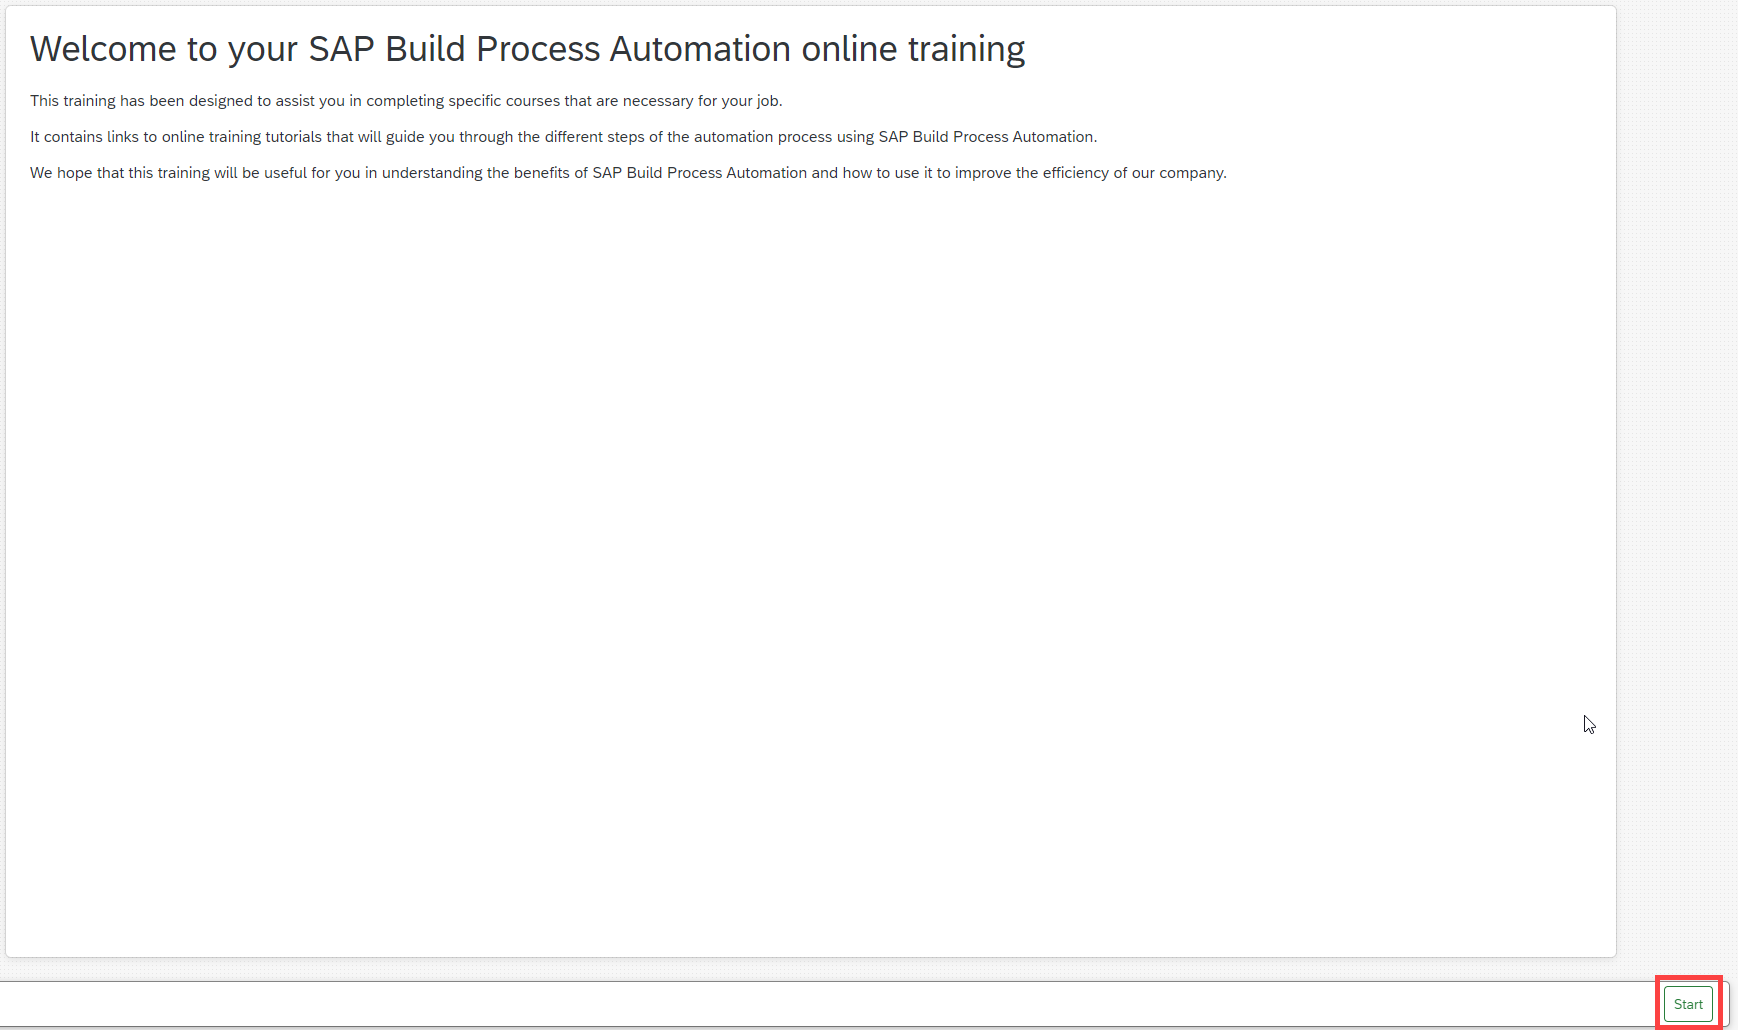 Welcome to your SAP Build Process Automation online training
This training has been designed to assist you in completing specific courses that are necessary for your job.
It contains links to online training tutorials that will guide you through the different steps of the automation process using SAP Build Process Automation.
We hope that this training will be useful for you in understanding the benefits of SAP Build Process Automation and how to use it to improve the efficiency of our company.
Start